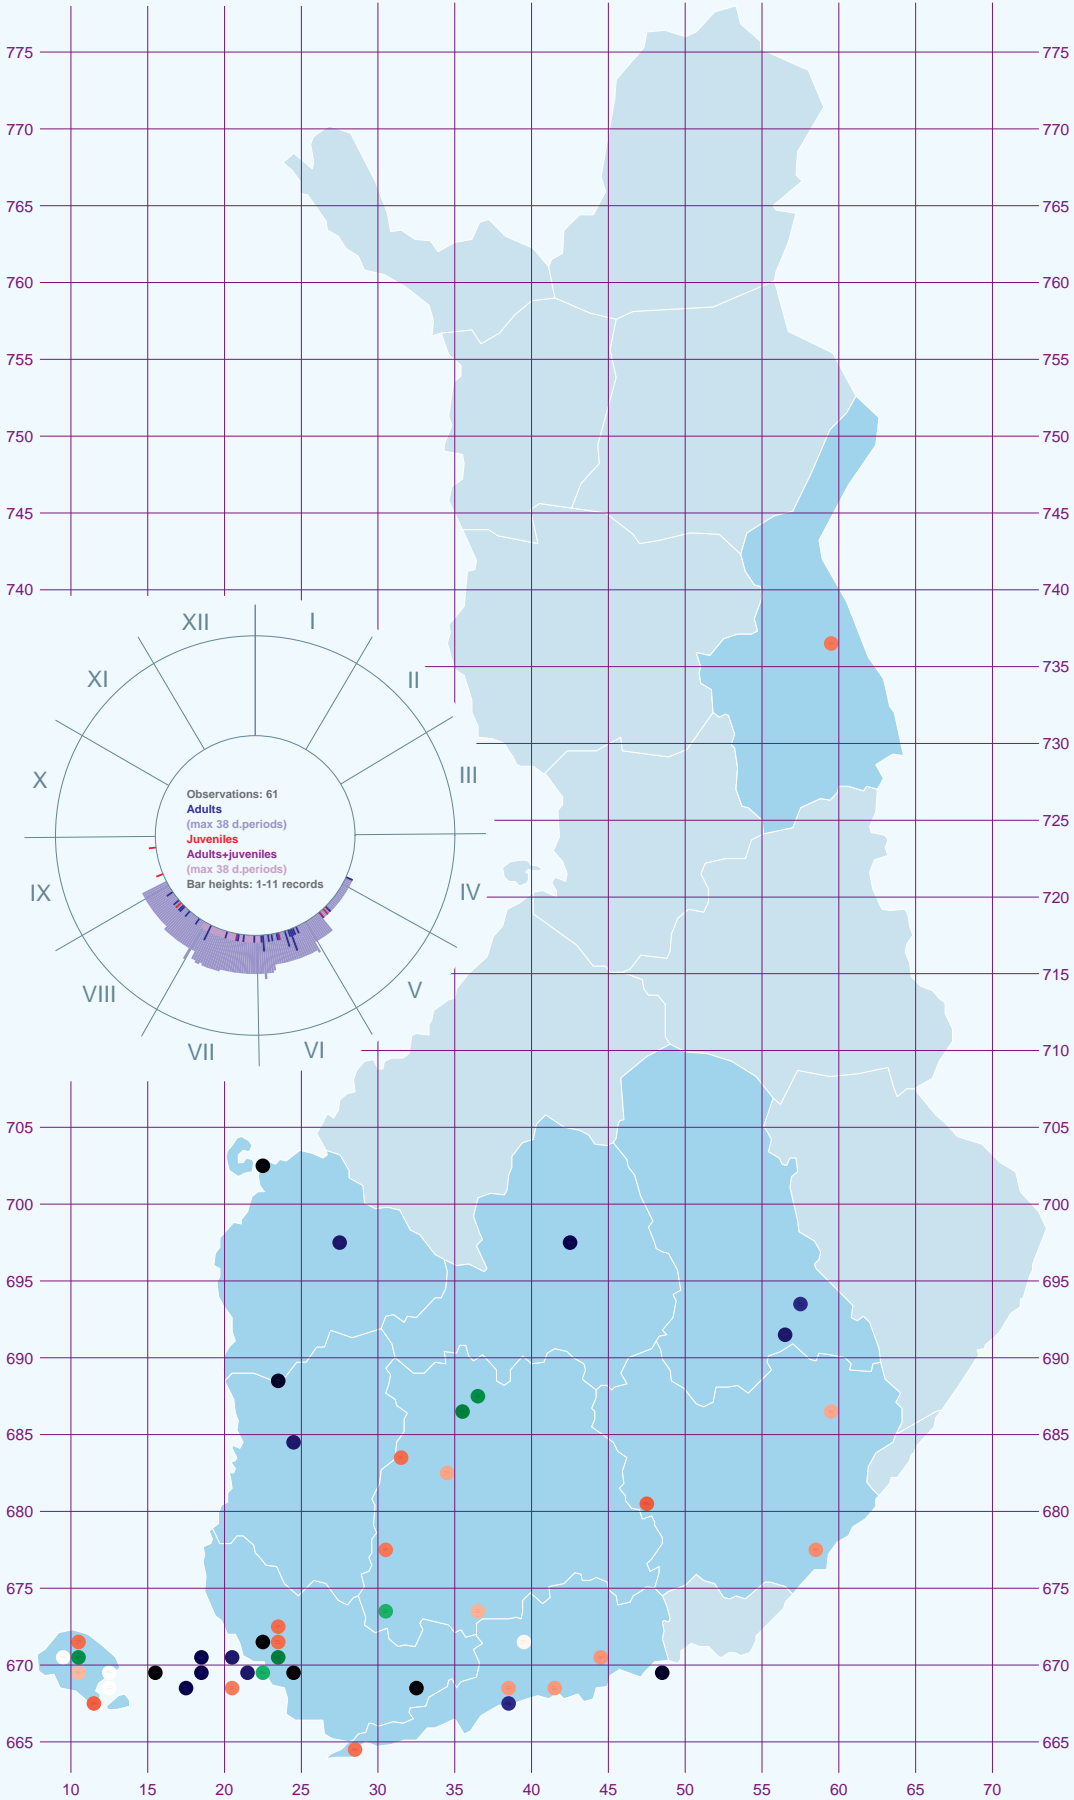 775 775
770 770
765 765
760 760
755 755
750 750
745 745
740 740
XII I
735 735
XI II
730 730
X III
Observations: 61
Adults
(max 38 d.periods)
725 725
Juveniles
Adults+juveniles
(max 38 d.periods)
Bar heights: 1-11 records
IX IV
720 720
715 715
VIII V
VII VI
710 710
705 705
700 700
695 695
690 690
685 685
680 680
675 675
670 670
665 665
10 15 20 25 30 35 40 45 50 55 60 65 70